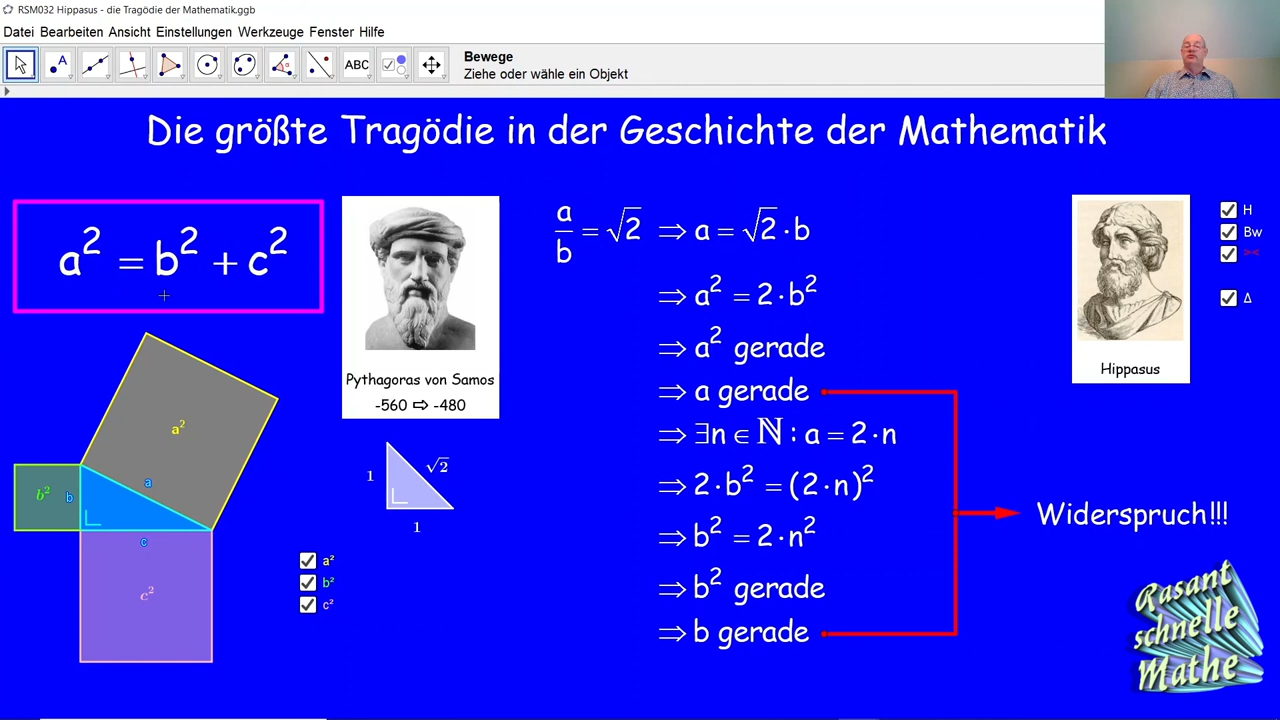 RSM032 Hippasus - die Tragödie der Mathematik.ggb
Datei Bearbeiten Ansicht Einstellungen Werkzeuge Fenster Hilfe
A
ABC
Bewege
Ziehe oder wähle ein Objekt
Die größte Tragödie in der Geschichte der Mathematik
a² = b² + c²
a²
b²
c²
a
b
c
a²
b²
c²
Pythagoras von Samos
-560 ⇨ -480
1
√2
1
a/b = √2 ⇒ a = √2 · b
⇒ a² = 2 · b²
⇒ a² gerade
⇒ a gerade
⇒ ∃n ∈ ℕ : a = 2 · n
⇒ 2 · b² = (2 · n)²
⇒ b² = 2 · n²
⇒ b² gerade
⇒ b gerade
Widerspruch!!!
Hippasus
H
Bw
><
Δ
Rasant
schnelle
Mathe